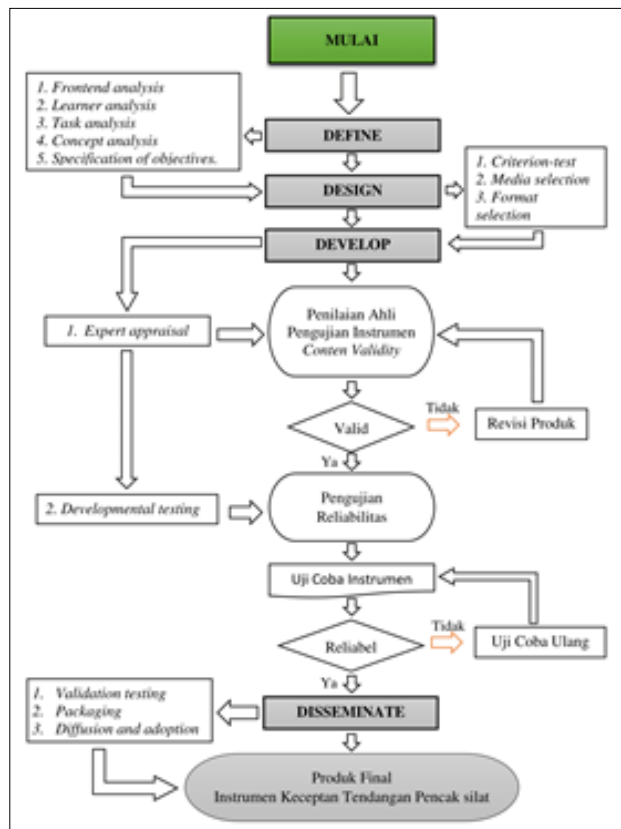 MULAI
1. Frontend analysis
2. Learner analysis
3. Task analysis
4. Concept analysis
5. Specification of objectives.
DEFINE
DESIGN
1. Criterion-test
2. Media selection
3. Format
selection
DEVELOP
1. Expert appraisal
Penilaian Ahli
Pengujian Instrumen
Conten Validity
Valid
Tidak
Revisi Produk
Ya
2. Developmental testing
Pengujian
Reliabilitas
Uji Coba Instrumen
Reliabel
Tidak
Uji Coba Ulang
Ya
1. Validation testing
2. Packaging
3. Diffusion and adoption
DISSEMINATE
Produk Final
Instrumen Keceptan Tendangan Pencak silat